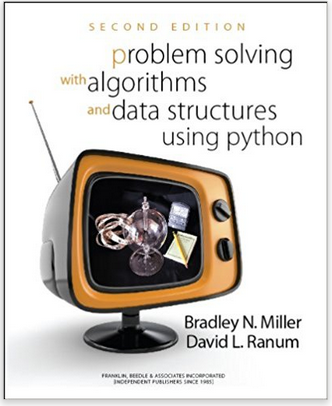 SECOND EDITION
problem solving
with algorithms
and data structures
using python
Bradley N. Miller
David L. Ranum
FRANKLIN, BEEDLE & ASSOCIATES INCORPORATED
[INDEPENDENT PUBLISHERS SINCE 1985]